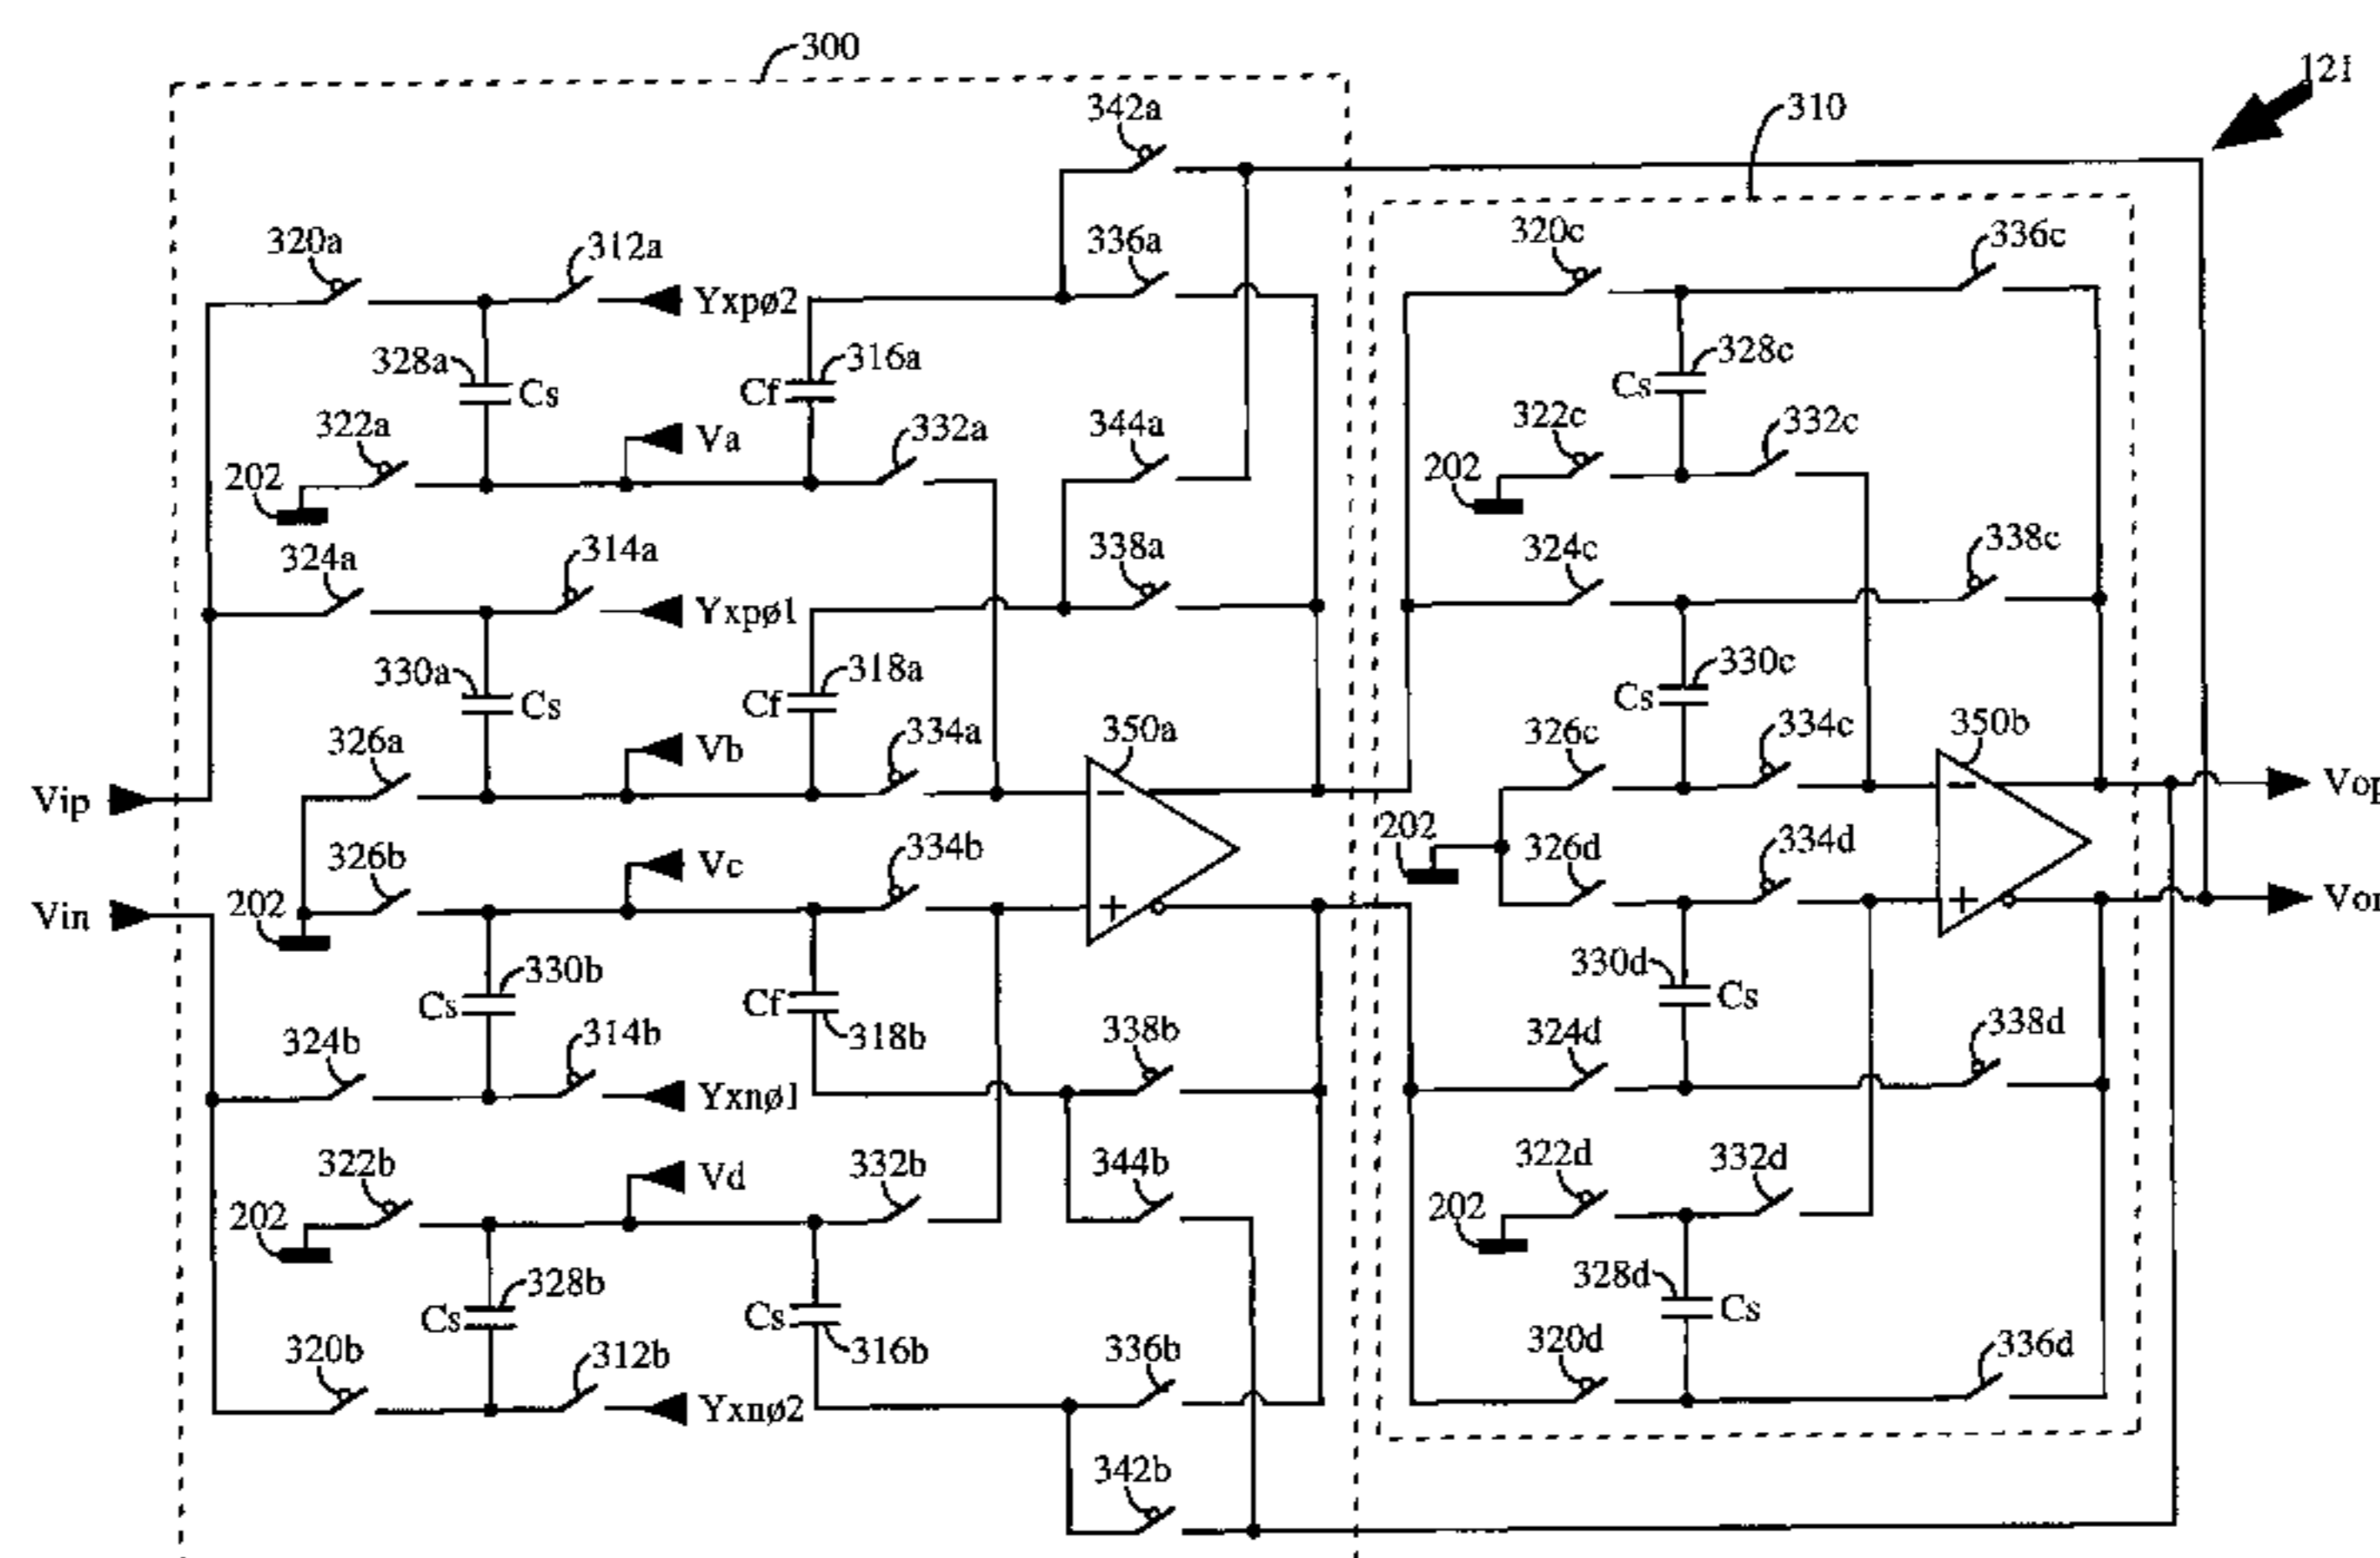 300
121
342a
310
320a
312a
336a
320c
336c
Yxpø2
328a
Cs
316a
Cf
328c
Cs
322a
Va
332a
344a
322c
332c
202
202
324a
314a
338a
324c
338c
Yxpø1
330a
Cs
318a
Cf
330c
Cs
326a
Vb
334a
350a
326c
334c
350b
Vip
−
−
Vop
202
326b
Vc
334b
326d
334d
Vin
202
+
+
330b
Cs
Cf
318b
330d
Cs
324b
314b
338b
324d
338d
Yxnø1
322b
Vd
332b
344b
322d
332d
202
202
328b
Cs
Cs
316b
328d
Cs
320b
312b
336b
320d
336d
Yxnø2
342b